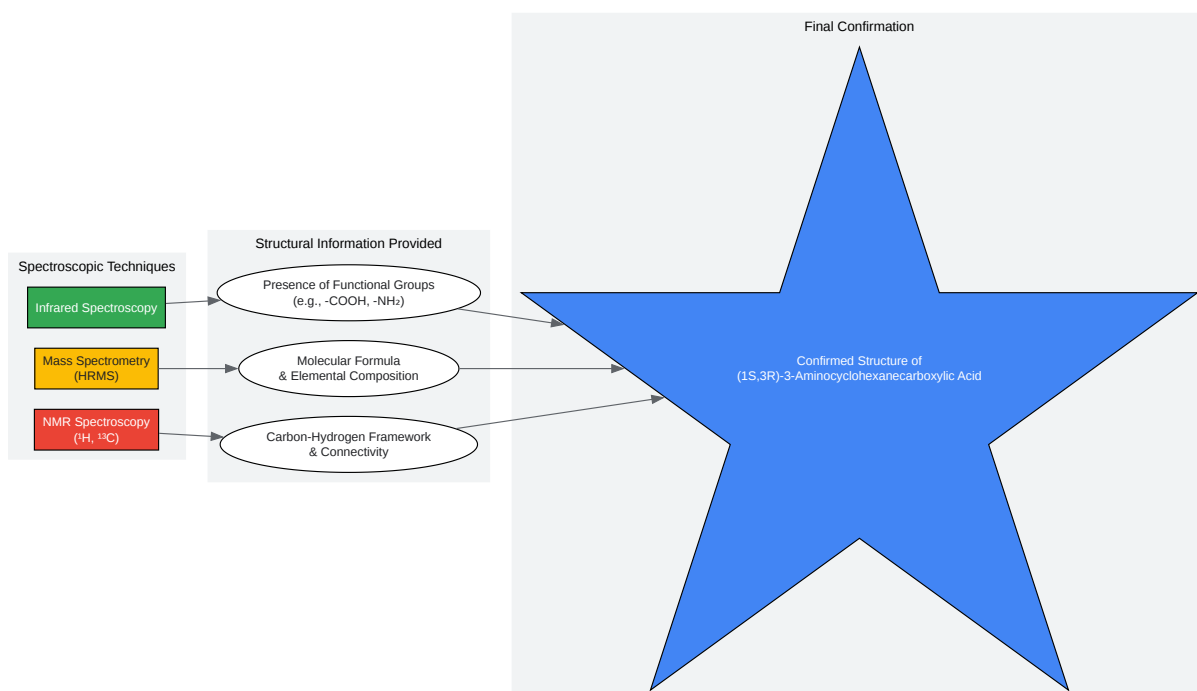 Final Confirmation
Structural Information Provided
Spectroscopic Techniques
Infrared Spectroscopy
Presence of Functional Groups
(e.g., -COOH, -NH₂)
Mass Spectrometry
(HRMS)
Molecular Formula
& Elemental Composition
NMR Spectroscopy
(¹H, ¹³C)
Carbon-Hydrogen Framework
& Connectivity
Confirmed Structure of
(1S,3R)-3-Aminocyclohexanecarboxylic Acid